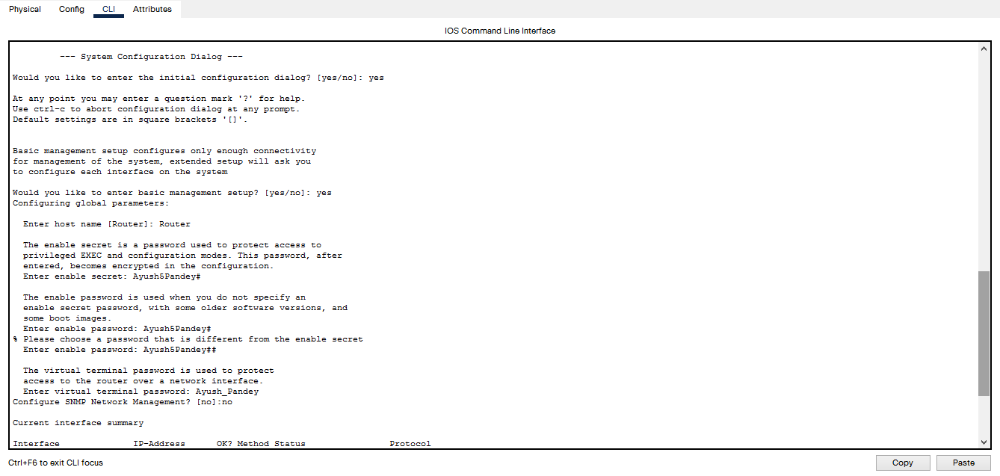 Physical Config CLI Attributes
IOS Command Line Interface
--- System Configuration Dialog ---
Would you like to enter the initial configuration dialog? [yes/no]: yes
At any point you may enter a question mark '?' for help.
Use ctrl-c to abort configuration dialog at any prompt.
Default settings are in square brackets '[]'.
Basic management setup configures only enough connectivity
for management of the system, extended setup will ask you
to configure each interface on the system
Would you like to enter basic management setup? [yes/no]: yes
Configuring global parameters:
Enter host name [Router]: Router
The enable secret is a password used to protect access to
privileged EXEC and configuration modes. This password, after
entered, becomes encrypted in the configuration.
Enter enable secret: Ayush5Pandey#
The enable password is used when you do not specify an
enable secret password, with some older software versions, and
some boot images.
Enter enable password: Ayush5Pandey#
% Please choose a password that is different from the enable secret
Enter enable password: Ayush5Pandey##
The virtual terminal password is used to protect
access to the router over a network interface.
Enter virtual terminal password: Ayush_Pandey
Configure SNMP Network Management? [no]:no
Current interface summary
Interface IP-Address OK? Method Status Protocol
Ctrl+F6 to exit CLI focus
Copy Paste